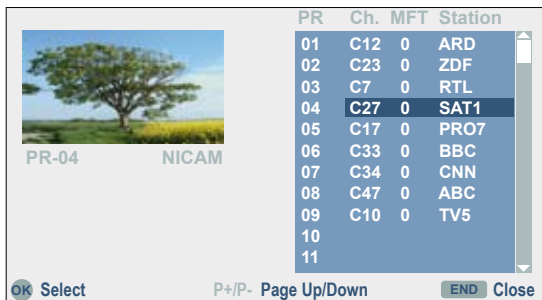 PR Ch. MFT Station
01 C12 0 ARD
02 C23 0 ZDF
03 C7 0 RTL
04 C27 0 SAT1
05 C17 0 PRO7
06 C33 0 BBC
07 C34 0 CNN
08 C47 0 ABC
09 C10 0 TV5
10
11
PR-04 NICAM
OK Select P+/P- Page Up/Down END Close